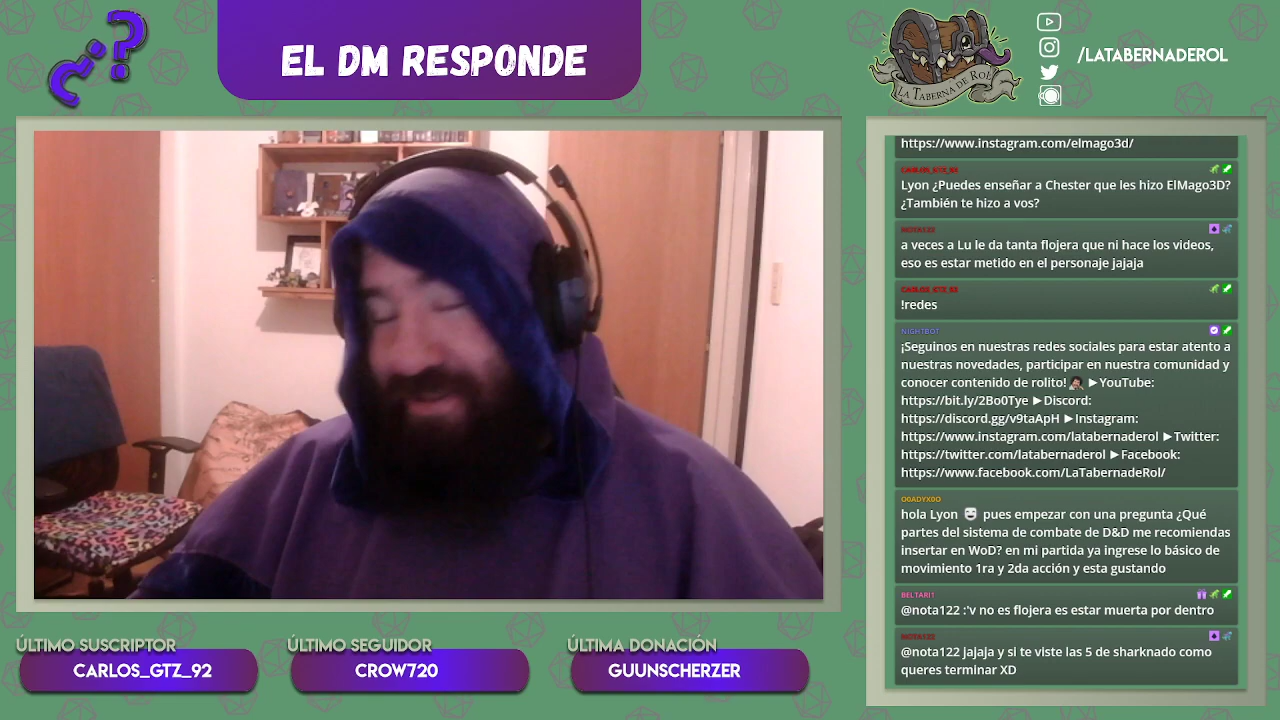 ¿?
EL DM RESPONDE
LA TABERNA DE ROL
/LATABERNADEROL
https://www.instagram.com/elmago3d/
CARLOS_GTZ_92
Lyon ¿Puedes enseñar a Chester que les hizo ElMago3D?
¿También te hizo a vos?
NOTA122
a veces a Lu le da tanta flojera que ni hace los videos,
eso es estar metido en el personaje jajaja
CARLOS_GTZ_92
!redes
NIGHTBOT
¡Seguinos en nuestras redes sociales para estar atento a
nuestras novedades, participar en nuestra comunidad y
conocer contenido de rolito! ►YouTube:
https://bit.ly/2Bo0Tye ►Discord:
https://discord.gg/v9taApH ►Instagram:
https://www.instagram.com/latabernaderol ►Twitter:
https://twitter.com/latabernaderol ►Facebook:
https://www.facebook.com/LaTabernadeRol/
O0ADYX0O
hola Lyon pues empezar con una pregunta ¿Qué
partes del sistema de combate de D&D me recomiendas
insertar en WoD? en mi partida ya ingrese lo básico de
movimiento 1ra y 2da acción y esta gustando
BELTARI1
@nota122 :'v no es flojera es estar muerta por dentro
NOTA122
@nota122 jajaja y si te viste las 5 de sharknado como
queres terminar XD
ÚLTIMO SUSCRIPTOR
CARLOS_GTZ_92
ÚLTIMO SEGUIDOR
CROW720
ÚLTIMA DONACIÓN
GUUNSCHERZER